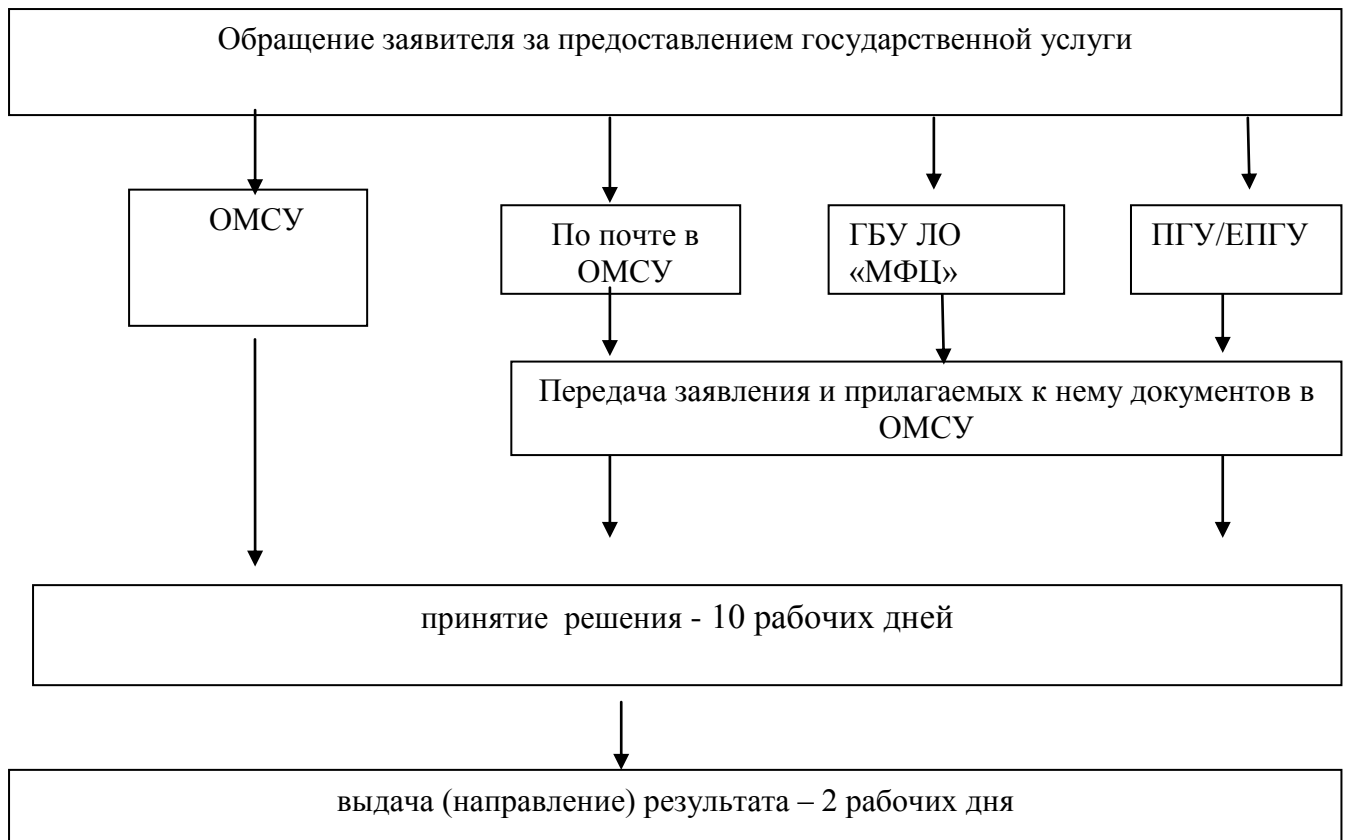 Обращение заявителя за предоставлением государственной услуги
ОМСУ
По почте в
ОМСУ
ГБУ ЛО
«МФЦ»
ПГУ/ЕПГУ
Передача заявления и прилагаемых к нему документов в
ОМСУ
принятие решения - 10 рабочих дней
выдача (направление) результата – 2 рабочих дня